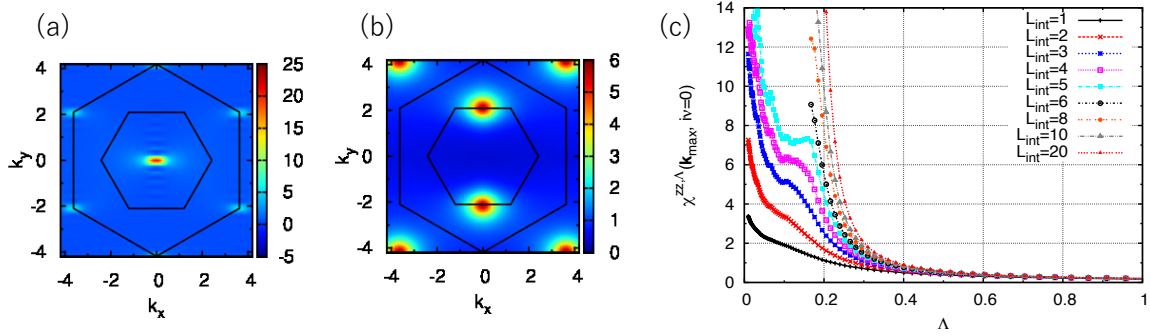 (a)
4
2
0
-2
-4
-4 -2 0 2 4
k_y
k_x
25
20
15
10
5
0
-5
(b)
4
2
0
-2
-4
-4 -2 0 2 4
k_y
k_x
6
5
4
3
2
1
0
(c)
χ^{zz,Λ}(k_max, iν=0)
14
12
10
8
6
4
2
0
0 0.2 0.4 0.6 0.8 1
Λ
L_int=1
L_int=2
L_int=3
L_int=4
L_int=5
L_int=6
L_int=8
L_int=10
L_int=20